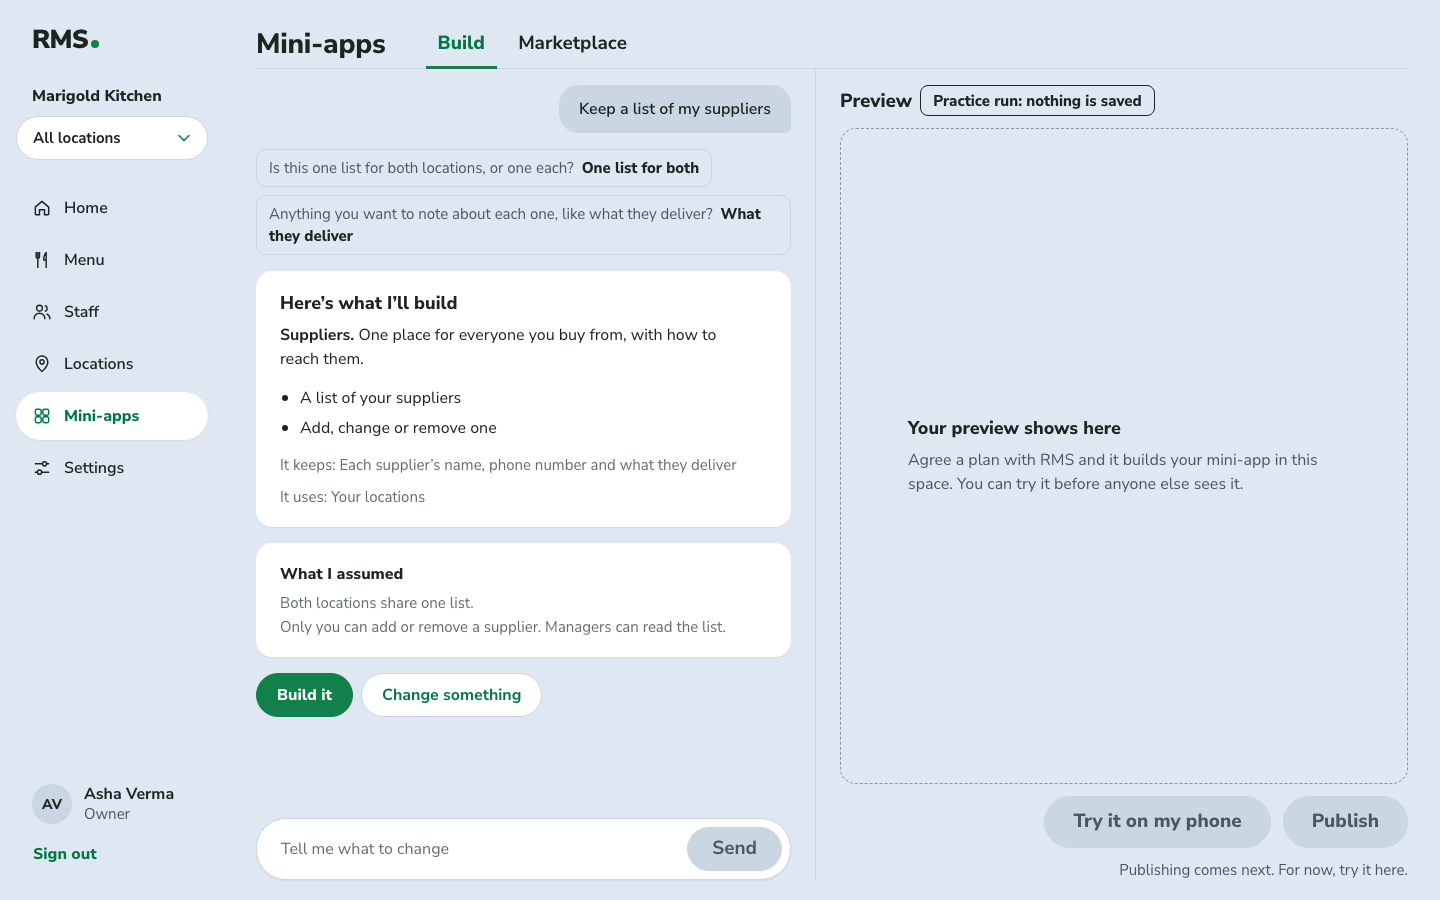 RMS.
Marigold Kitchen
All locations
Home
Menu
Staff
Locations
Mini-apps
Settings
AV
Asha Verma
Owner
Sign out
Mini-apps
Build
Marketplace
Keep a list of my suppliers
Is this one list for both locations, or one each? One list for both
Anything you want to note about each one, like what they deliver? What
they deliver
Here’s what I’ll build
Suppliers. One place for everyone you buy from, with how to
reach them.
• A list of your suppliers
• Add, change or remove one
It keeps: Each supplier’s name, phone number and what they deliver
It uses: Your locations
What I assumed
Both locations share one list.
Only you can add or remove a supplier. Managers can read the list.
Build it
Change something
Tell me what to change
Send
Preview
Practice run: nothing is saved
Your preview shows here
Agree a plan with RMS and it builds your mini-app in this
space. You can try it before anyone else sees it.
Try it on my phone
Publish
Publishing comes next. For now, try it here.